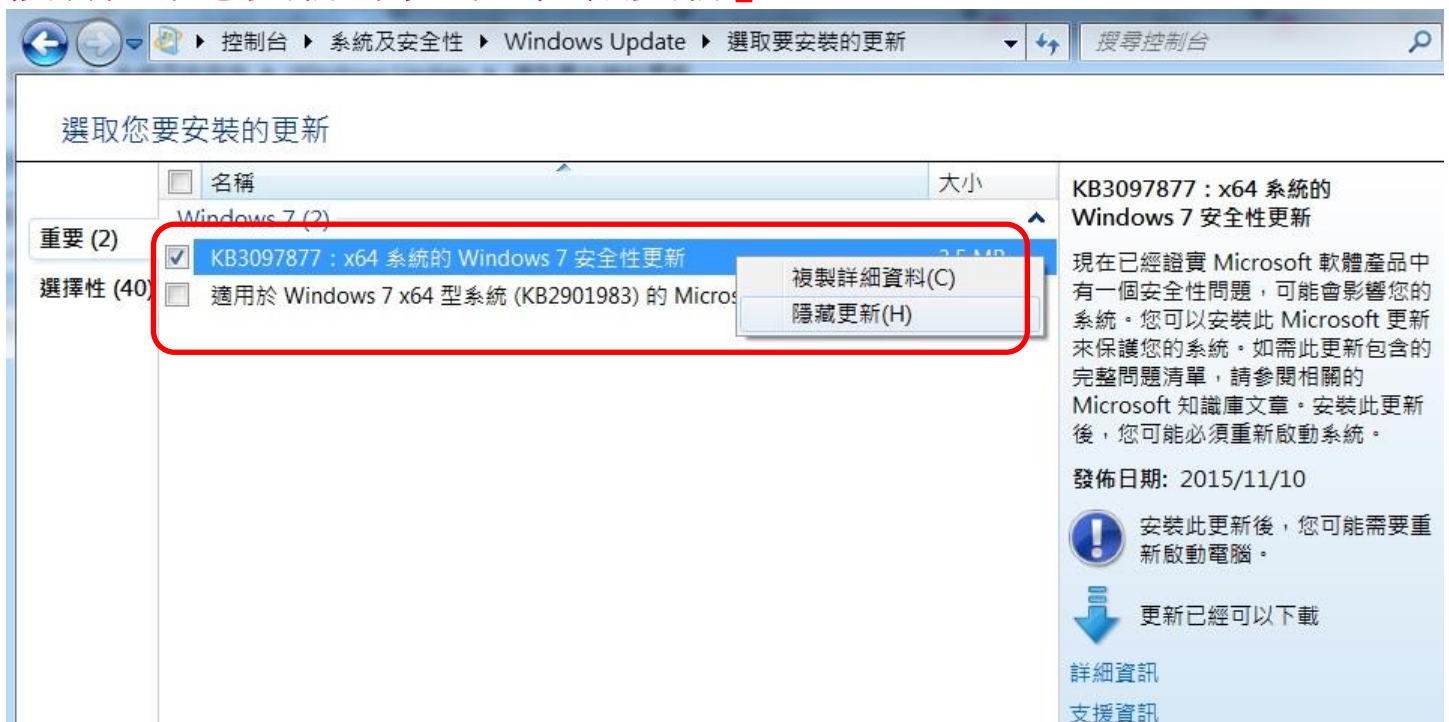 控制台 ▸ 系統及安全性 ▸ Windows Update ▸ 選取要安裝的更新
搜尋控制台
選取您要安裝的更新
名稱
大小
重要 (2)
選擇性 (40)
Windows 7 (2)
KB3097877：x64 系統的 Windows 7 安全性更新
適用於 Windows 7 x64 型系統 (KB2901983) 的 Micros
複製詳細資料(C)
隱藏更新(H)
KB3097877：x64 系統的
Windows 7 安全性更新
現在已經證實 Microsoft 軟體產品中
有一個安全性問題，可能會影響您的
系統。您可以安裝此 Microsoft 更新
來保護您的系統。如需此更新包含的
完整問題清單，請參閱相關的
Microsoft 知識庫文章。安裝此更新
後，您可能必須重新啟動系統。
發佈日期: 2015/11/10
安裝此更新後，您可能需要重
新啟動電腦。
更新已經可以下載
詳細資訊
支援資訊